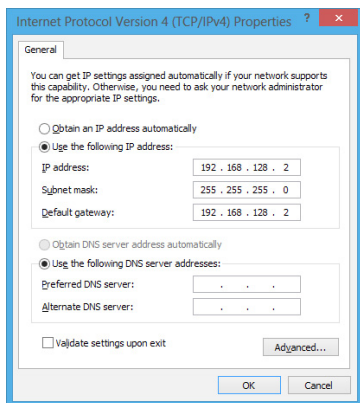 Internet Protocol Version 4 (TCP/IPv4) Properties ?
General
You can get IP settings assigned automatically if your network supports
this capability. Otherwise, you need to ask your network administrator
for the appropriate IP settings.
Obtain an IP address automatically
Use the following IP address:
IP address: 192 . 168 . 128 . 2
Subnet mask: 255 . 255 . 255 . 0
Default gateway: 192 . 168 . 128 . 2
Obtain DNS server address automatically
Use the following DNS server addresses:
Preferred DNS server: . . .
Alternate DNS server: . . .
Validate settings upon exit
Advanced...
OK Cancel